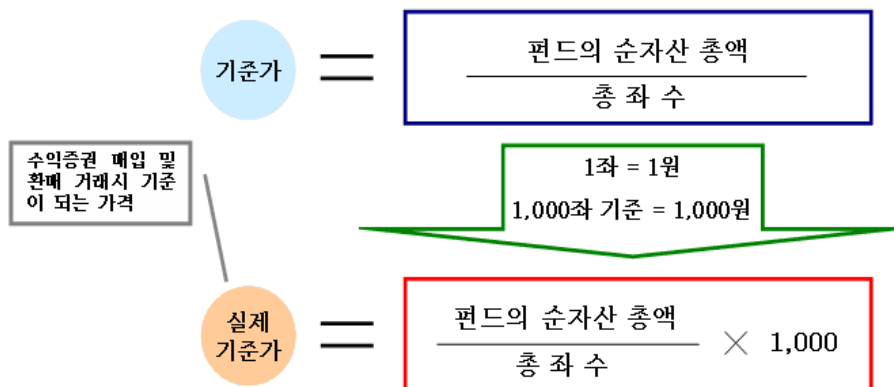 기준가
펀드의 순자산 총액
총 좌 수
수익증권 매입 및
환매 거래시 기준
이 되는 가격
1좌 = 1원
1,000좌 기준 = 1,000원
실제
기준가
펀드의 순자산 총액
총 좌 수
× 1,000